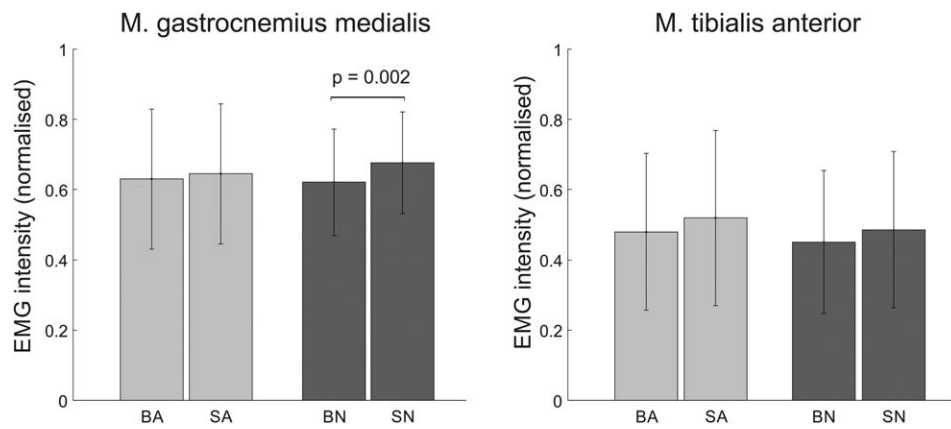 M. gastrocnemius medialis
EMG intensity (normalised)
1
0.8
0.6
0.4
0.2
0
p = 0.002
BA SA BN SN
M. tibialis anterior
EMG intensity (normalised)
1
0.8
0.6
0.4
0.2
0
BA SA BN SN